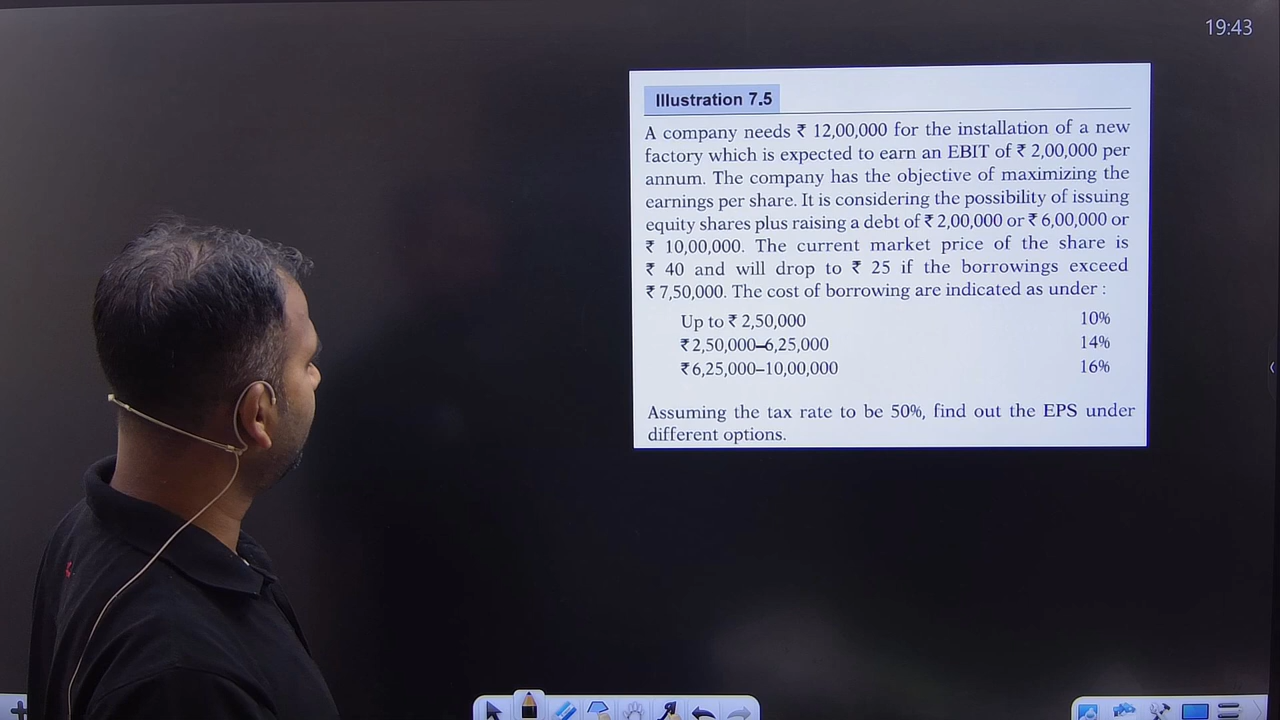 19:43
Illustration 7.5
A company needs ₹ 12,00,000 for the installation of a new
factory which is expected to earn an EBIT of ₹ 2,00,000 per
annum. The company has the objective of maximizing the
earnings per share. It is considering the possibility of issuing
equity shares plus raising a debt of ₹ 2,00,000 or ₹ 6,00,000 or
₹ 10,00,000. The current market price of the share is
₹ 40 and will drop to ₹ 25 if the borrowings exceed
₹ 7,50,000. The cost of borrowing are indicated as under :
Up to ₹ 2,50,000 10%
₹ 2,50,000–6,25,000 14%
₹ 6,25,000–10,00,000 16%
Assuming the tax rate to be 50%, find out the EPS under
different options.